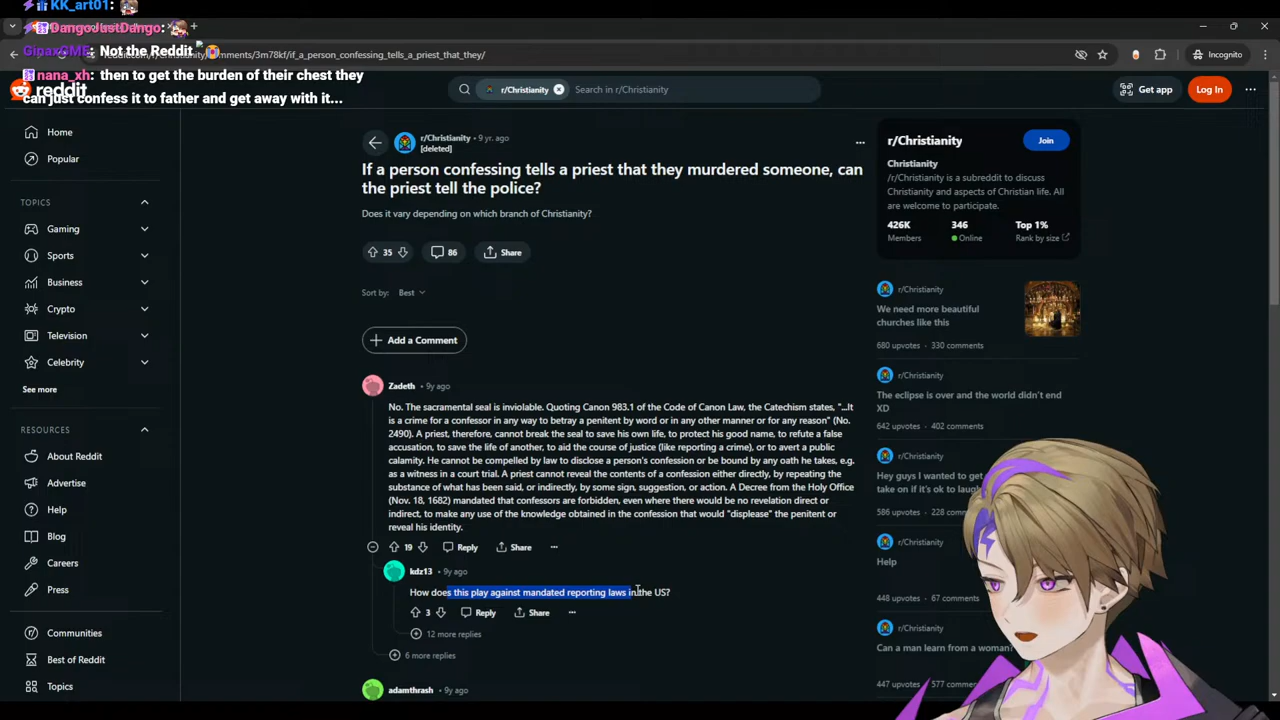 KK_art01:
DangoJustDango:
GipaxGME: Not the Reddit
nana_xh: then to get the burden of their chest they
can just confess it to father and get away with it...
omments/3m78kf/if_a_person_confessing_tells_a_priest_that_they/
Incognito
reddit
r/Christianity
Search in r/Christianity
Get app
Log In
Home
Popular
TOPICS
Gaming
Sports
Business
Crypto
Television
Celebrity
See more
RESOURCES
About Reddit
Advertise
Help
Blog
Careers
Press
Communities
Best of Reddit
Topics
r/Christianity • 9 yr. ago
[deleted]
If a person confessing tells a priest that they murdered someone, can
the priest tell the police?
Does it vary depending on which branch of Christianity?
35
86
Share
Sort by: Best
Add a Comment
Zadeth • 9y ago
No. The sacramental seal is inviolable. Quoting Canon 983.1 of the Code of Canon Law, the Catechism states, "...It
is a crime for a confessor in any way to betray a penitent by word or in any other manner or for any reason" (No.
2490). A priest, therefore, cannot break the seal to save his own life, to protect his good name, to refute a false
accusation, to save the life of another, to aid the course of justice (like reporting a crime), or to avert a public
calamity. He cannot be compelled by law to disclose a person's confession or be bound by any oath he takes, e.g.
as a witness in a court trial. A priest cannot reveal the contents of a confession either directly, by repeating the
substance of what has been said, or indirectly, by some sign, suggestion, or action. A Decree from the Holy Office
(Nov. 18, 1682) mandated that confessors are forbidden, even where there would be no revelation direct or
indirect, to make any use of the knowledge obtained in the confession that would "displease" the penitent or
reveal his identity.
19
Reply
Share
kdz13 • 9y ago
How does this play against mandated reporting laws in the US?
3
Reply
Share
12 more replies
6 more replies
adamthrash • 9y ago
r/Christianity
Join
Christianity
/r/Christianity is a subreddit to discuss
Christianity and aspects of Christian life. All
are welcome to participate.
426K
346
Top 1%
Members
Online
Rank by size
r/Christianity
We need more beautiful
churches like this
680 upvotes • 330 comments
r/Christianity
The eclipse is over and the world didn't end
XD
642 upvotes • 402 comments
r/Christianity
Hey guys I wanted to get
take on if it's ok to laugh
586 upvotes • 228 comm
r/Christianity
Help
448 upvotes • 67 comme
r/Christianity
Can a man learn from a woman?
447 upvotes • 577 comm